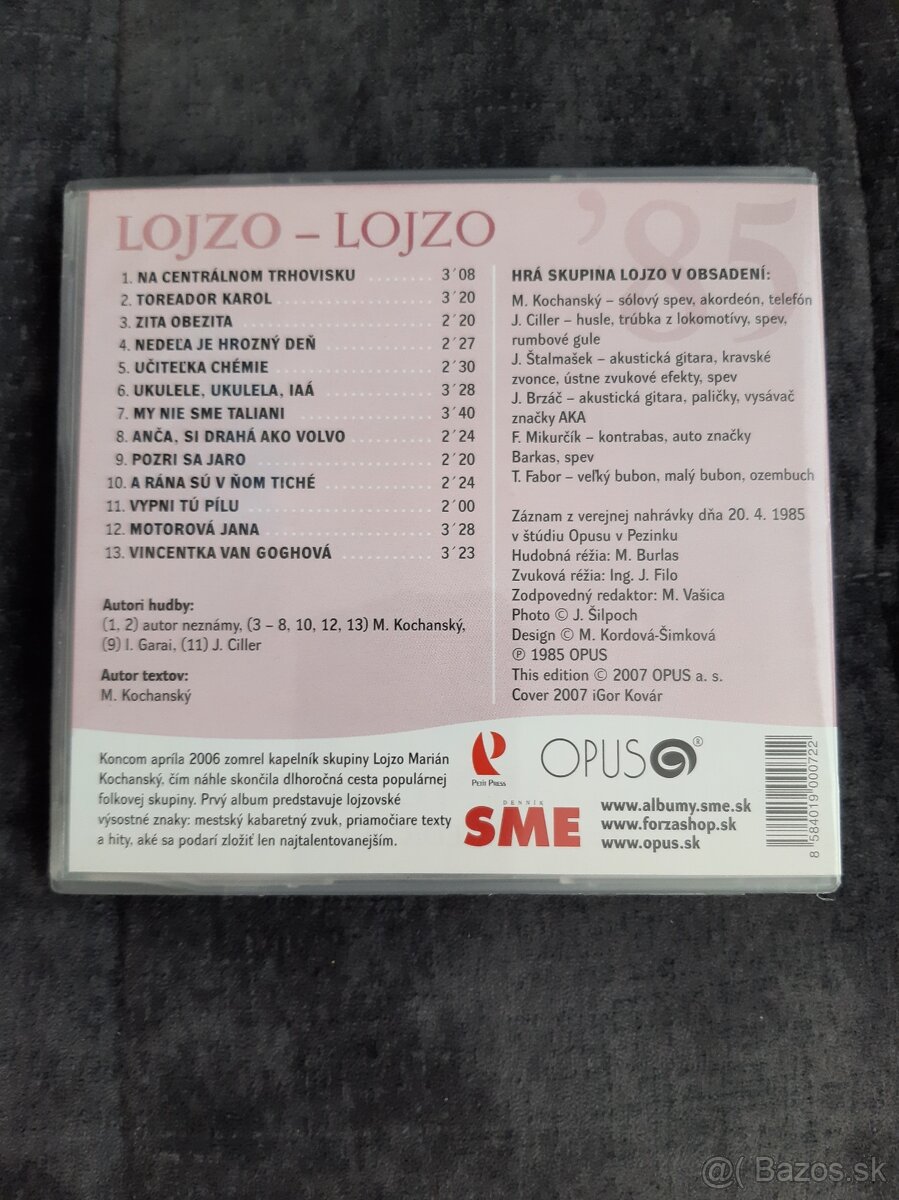 LOJZO – LOJZO
'85
1. NA CENTRÁLNOM TRHOVISKU 3´08
2. TOREADOR KAROL 3´20
3. ZITA OBEZITA 2´20
4. NEDEĽA JE HROZNÝ DEŇ 2´27
5. UČITEĽKA CHÉMIE 2´30
6. UKULELE, UKULELA, IAÁ 3´28
7. MY NIE SME TALIANI 3´40
8. ANČA, SI DRAHÁ AKO VOLVO 2´24
9. POZRI SA JARO 2´20
10. A RÁNA SÚ V ŇOM TICHÉ 2´24
11. VYPNI TÚ PÍLU 2´00
12. MOTOROVÁ JANA 3´28
13. VINCENTKA VAN GOGHOVÁ 3´23
Autori hudby:
(1, 2) autor neznámy, (3 – 8, 10, 12, 13) M. Kochanský,
(9) I. Garai, (11) J. Ciller
Autor textov:
M. Kochanský
HRÁ SKUPINA LOJZO V OBSADENÍ:
M. Kochanský – sólový spev, akordeón, telefón
J. Ciller – husle, trúbka z lokomotívy, spev,
rumbové gule
J. Štalmašek – akustická gitara, kravské
zvonce, ústne zvukové efekty, spev
J. Brzáč – akustická gitara, paličky, vysávač
značky AKA
F. Mikurčík – kontrabas, auto značky
Barkas, spev
T. Fabor – veľký bubon, malý bubon, ozembuch
Záznam z verejnej nahrávky dňa 20. 4. 1985
v štúdiu Opusu v Pezinku
Hudobná réžia: M. Burlas
Zvuková réžia: Ing. J. Filo
Zodpovedný redaktor: M. Vašica
Photo © J. Šilpoch
Design © M. Kordová-Šimková
℗ 1985 OPUS
This edition © 2007 OPUS a. s.
Cover 2007 iGor Kovár
Koncom apríla 2006 zomrel kapelník skupiny Lojzo Marián
Kochanský, čím náhle skončila dlhoročná cesta populárnej
folkovej skupiny. Prvý album predstavuje lojzovské
výsostné znaky: mestský kabaretný zvuk, priamočiare texty
a hity, aké sa podarí zložiť len najtalentovanejším.
PETIT PRESS
OPUS ®
DENNÍK
SME
www.albumy.sme.sk
www.forzashop.sk
www.opus.sk
8 584019 000722
@( Bazos.sk